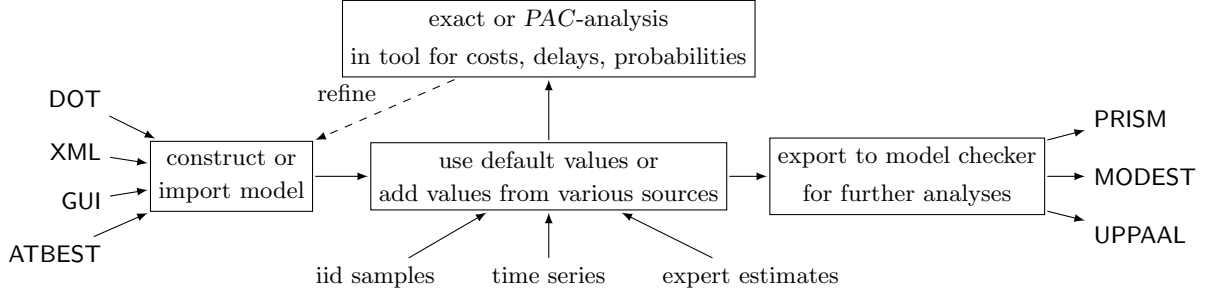 exact or PAC-analysis
in tool for costs, delays, probabilities
refine
DOT
XML
GUI
ATBEST
construct or
import model
use default values or
add values from various sources
export to model checker
for further analyses
PRISM
MODEST
UPPAAL
iid samples
time series
expert estimates